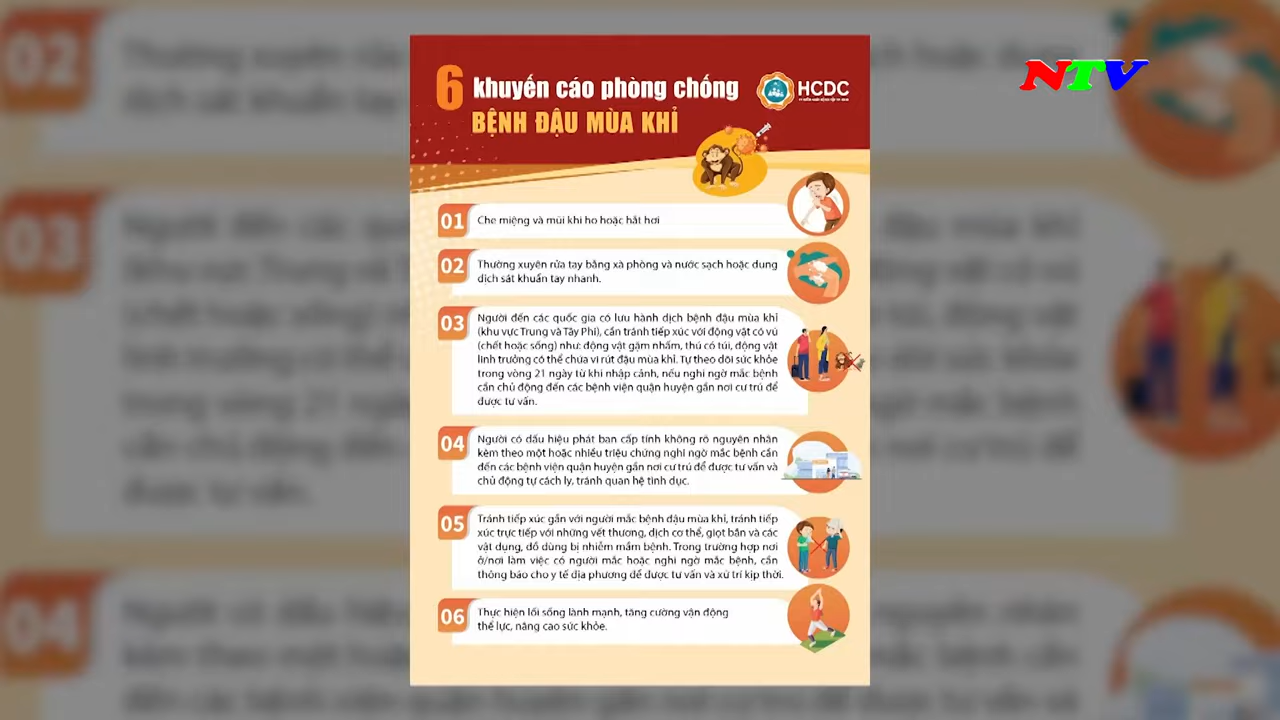 NTV
6 khuyến cáo phòng chống
BỆNH ĐẬU MÙA KHỈ
HCDC
01
Che miệng và mũi khi ho hoặc hắt hơi
02
Thường xuyên rửa tay bằng xà phòng và nước sạch hoặc dung
dịch sát khuẩn tay nhanh.
03
Người đến các quốc gia có lưu hành dịch bệnh đậu mùa khỉ
(khu vực Trung và Tây Phi), cần tránh tiếp xúc với động vật có vú
(chết hoặc sống) như: động vật gặm nhấm, thú có túi, động vật
linh trưởng có thể chứa vi rút đậu mùa khỉ. Tự theo dõi sức khỏe
trong vòng 21 ngày từ khi nhập cảnh, nếu nghi ngờ mắc bệnh
cần chủ động đến các bệnh viện quận huyện gần nơi cư trú để
được tư vấn.
04
Người có dấu hiệu phát ban cấp tính không rõ nguyên nhân
kèm theo một hoặc nhiều triệu chứng nghi ngờ mắc bệnh cần
đến các bệnh viện quận huyện gần nơi cư trú để được tư vấn và
chủ động tự cách ly, tránh quan hệ tình dục.
05
Tránh tiếp xúc gần với người mắc bệnh đậu mùa khỉ, tránh tiếp
xúc trực tiếp với những vết thương, dịch cơ thể, giọt bắn và các
vật dụng, đồ dùng bị nhiễm mầm bệnh. Trong trường hợp nơi
ở/nơi làm việc có người mắc hoặc nghi ngờ mắc bệnh, cần
thông báo cho y tế địa phương để được tư vấn và xử trí kịp thời.
06
Thực hiện lối sống lành mạnh, tăng cường vận động
thể lực, nâng cao sức khỏe.